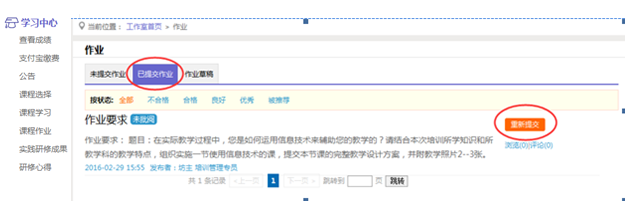 学习中心
查看成绩
支付宝缴费
公告
课程选择
课程学习
课程作业
实践研修成果
研修心得
当前位置： 工作室首页 » 作业
作业
未提交作业 已提交作业 作业草稿
按状态: 全部 不合格 合格 良好 优秀 被推荐
作业要求 未批阅
重新提交
作业要求： 题目：在实际教学过程中，您是如何运用信息技术来辅助您的教学的？请结合本次培训所学知识和所
浏览(0)|评论(0)
教学科的教学特点，组织实施一节使用信息技术的课，提交本节课的完整教学设计方案，并附教学照片2--3张。
2016-02-29 15:55 发布者：坊主 培训管理专员
共 1 条记录 «上一页 1 下一页» 跳转到 页 跳转